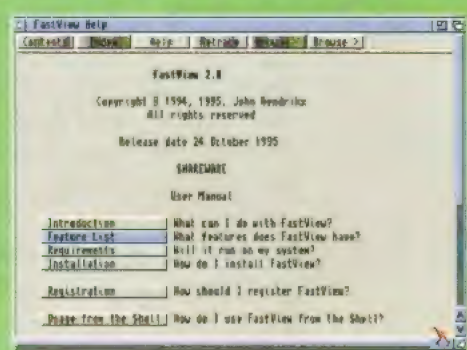 FastView Help
Contents Index Help Retrace Browse < Browse >
FastView 2.0
Copyright © 1994, 1995, John Hendrikx
All rights reserved
Release date 24 October 1995
SHAREWARE
User Manual
Introduction What can I do with FastView?
Feature List What features does FastView have?
Requirements Will it run on my system?
Installation How do I install FastView?
Registration How should I register FastView?
Usage from the Shell How do I use FastView from the Shell?